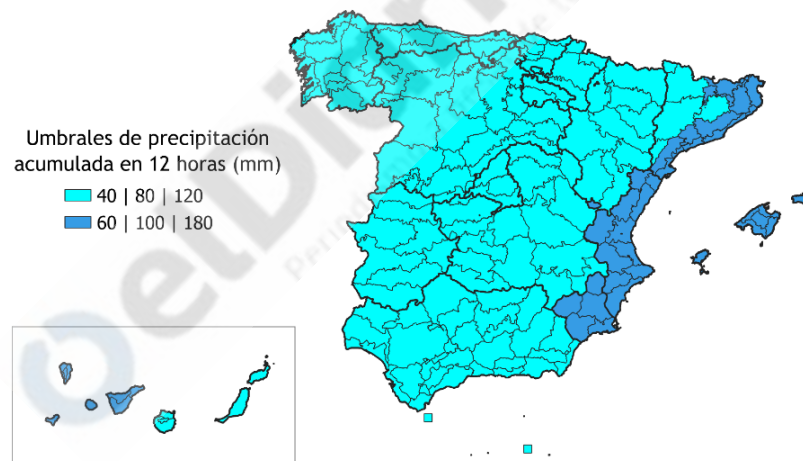 Umbrales de precipitación
acumulada en 12 horas (mm)
40 | 80 | 120
60 | 100 | 180